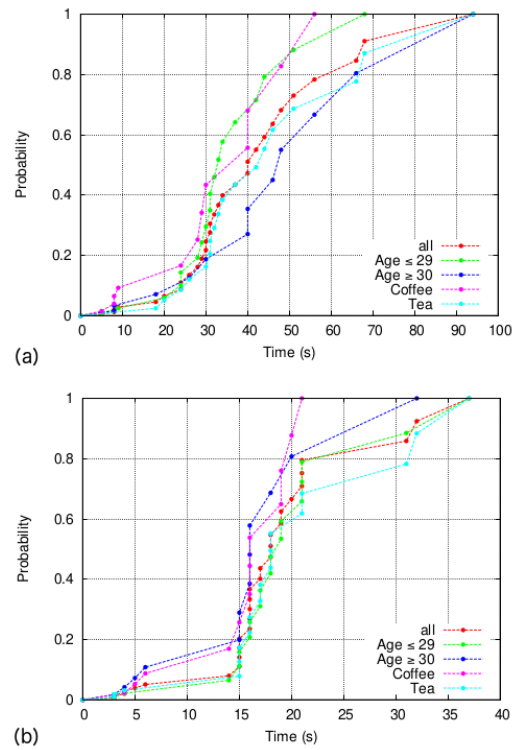 1
0.8
0.6
0.4
0.2
0
Probability
all
Age ≤ 29
Age ≥ 30
Coffee
Tea
0 10 20 30 40 50 60 70 80 90 100
Time (s)
(a)
1
0.8
0.6
0.4
0.2
0
Probability
all
Age ≤ 29
Age ≥ 30
Coffee
Tea
0 5 10 15 20 25 30 35 40
Time (s)
(b)